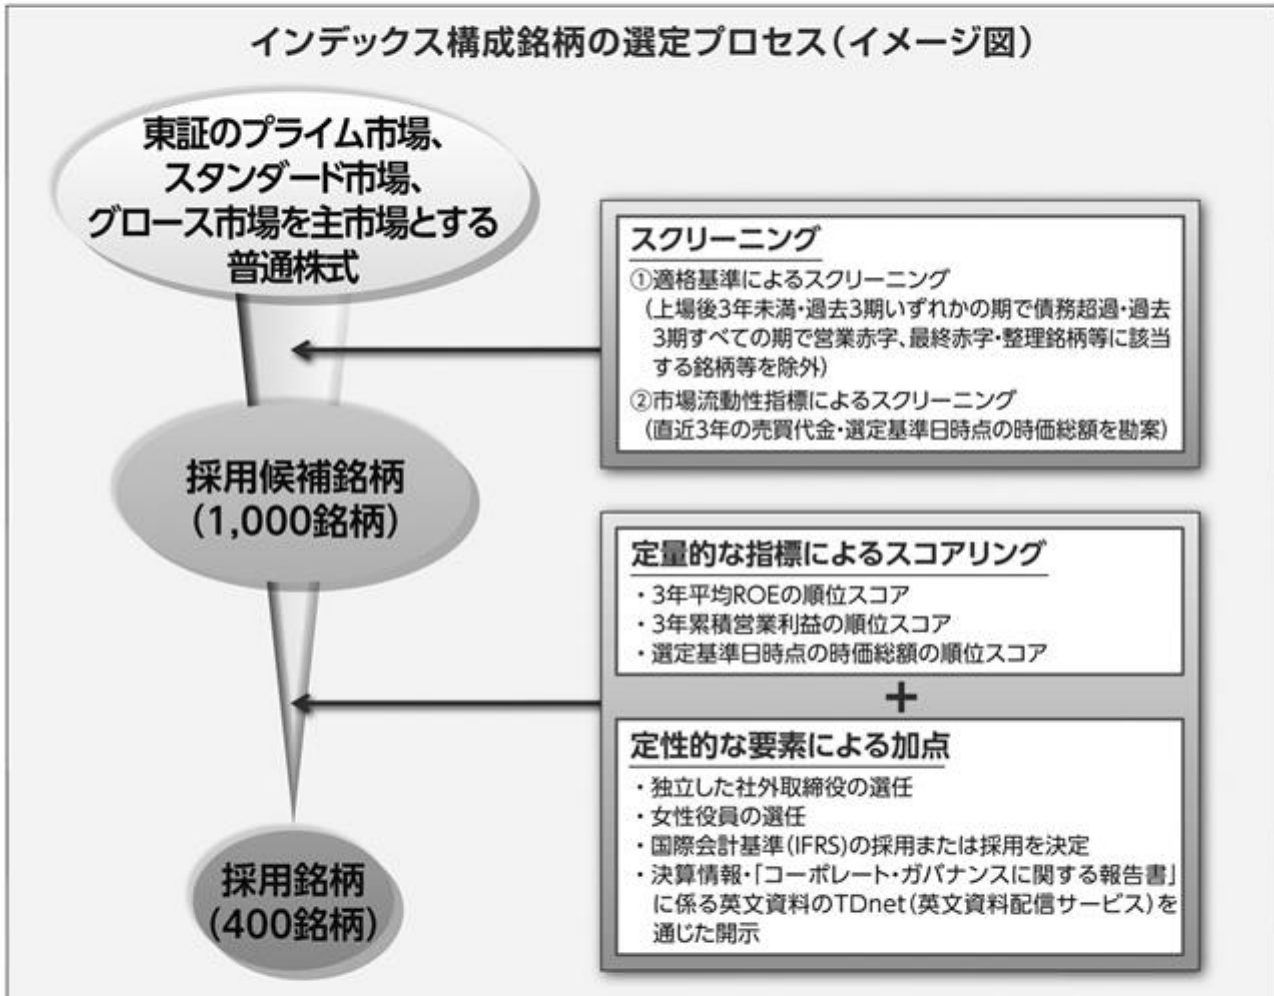 インデックス構成銘柄の選定プロセス(イメージ図)
東証のプライム市場、
スタンダード市場、
グロース市場を主市場とする
普通株式
スクリーニング
①適格基準によるスクリーニング
(上場後3年未満・過去3期いずれかの期で債務超過・過去
3期すべての期で営業赤字、最終赤字・整理銘柄等に該当
する銘柄等を除外)
②市場流動性指標によるスクリーニング
(直近3年の売買代金・選定基準日時点の時価総額を勘案)
採用候補銘柄
(1,000銘柄)
定量的な指標によるスコアリング
・3年平均ROEの順位スコア
・3年累積営業利益の順位スコア
・選定基準日時点の時価総額の順位スコア
+
定性的な要素による加点
・独立した社外取締役の選任
・女性役員の選任
・国際会計基準(IFRS)の採用または採用を決定
・決算情報・「コーポレート・ガバナンスに関する報告書」
に係る英文資料のTDnet(英文資料配信サービス)を
通じた開示
採用銘柄
(400銘柄)